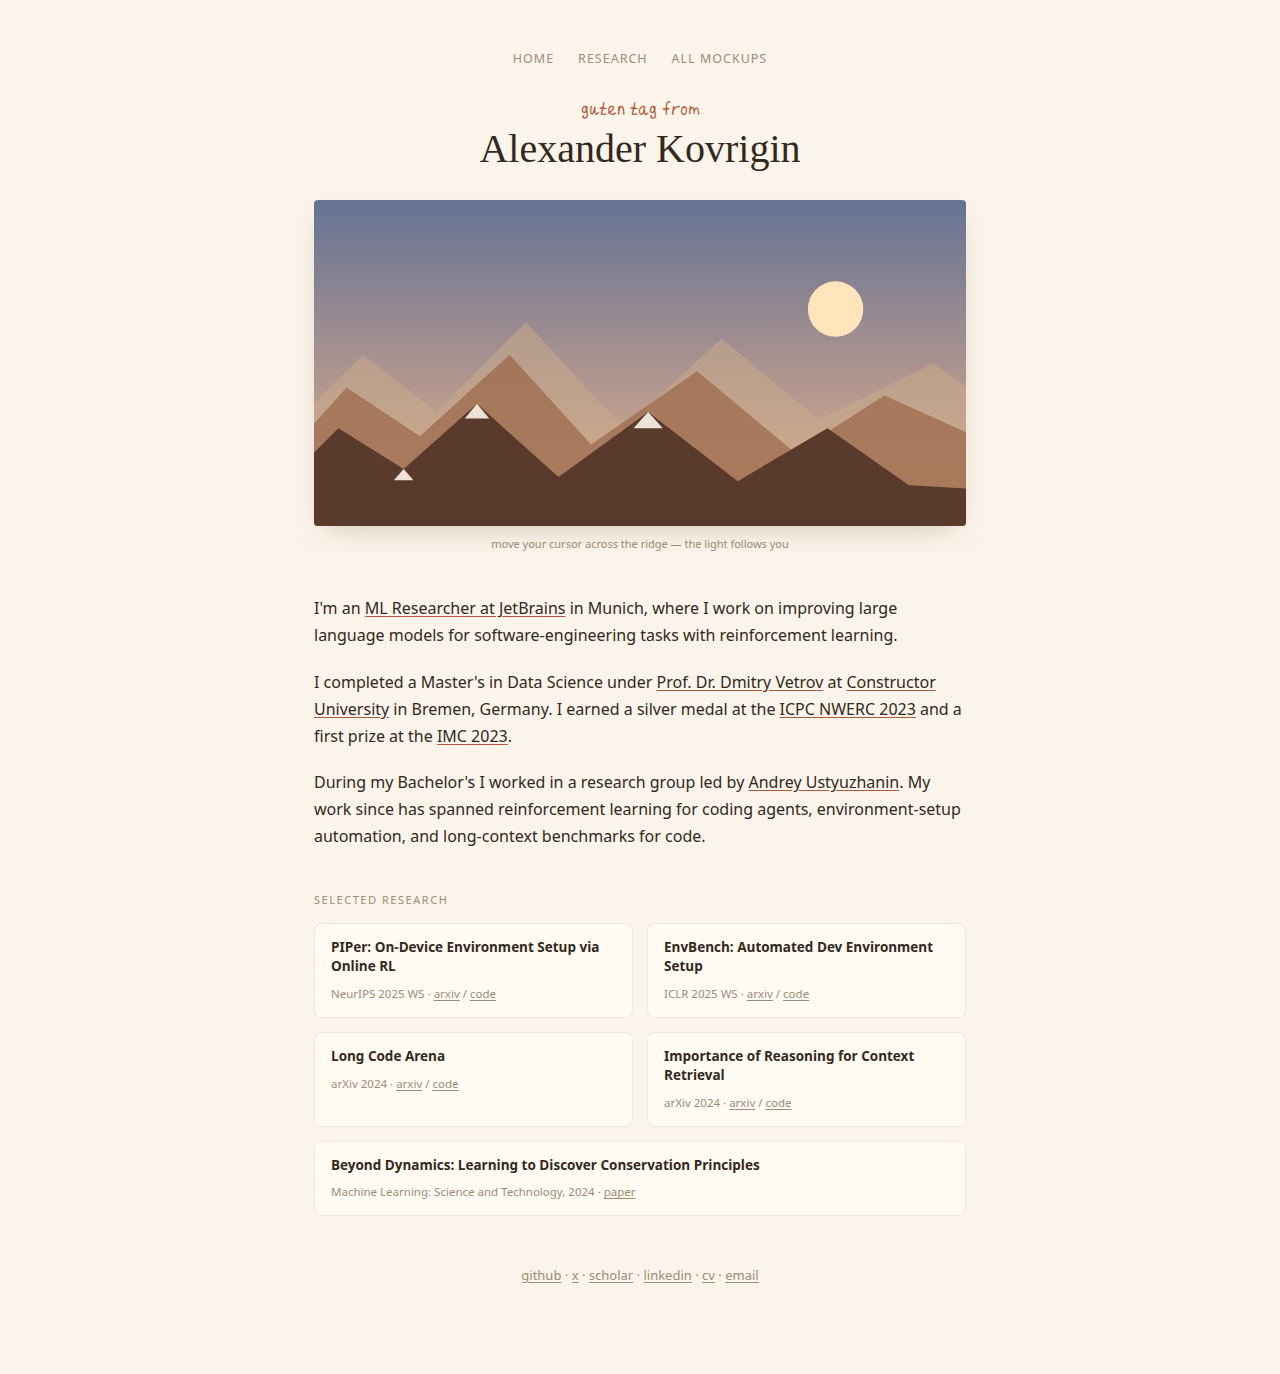 HOME RESEARCH ALL MOCKUPS
guten tag from
Alexander Kovrigin
move your cursor across the ridge — the light follows you
I'm an ML Researcher at JetBrains in Munich, where I work on improving large
language models for software-engineering tasks with reinforcement learning.
I completed a Master's in Data Science under Prof. Dr. Dmitry Vetrov at Constructor
University in Bremen, Germany. I earned a silver medal at the ICPC NWERC 2023 and a
first prize at the IMC 2023.
During my Bachelor's I worked in a research group led by Andrey Ustyuzhanin. My
work since has spanned reinforcement learning for coding agents, environment-setup
automation, and long-context benchmarks for code.
SELECTED RESEARCH
PIPer: On-Device Environment Setup via
Online RL
NeurIPS 2025 WS · arxiv / code
EnvBench: Automated Dev Environment
Setup
ICLR 2025 WS · arxiv / code
Long Code Arena
arXiv 2024 · arxiv / code
Importance of Reasoning for Context
Retrieval
arXiv 2024 · arxiv / code
Beyond Dynamics: Learning to Discover Conservation Principles
Machine Learning: Science and Technology, 2024 · paper
github · x · scholar · linkedin · cv · email